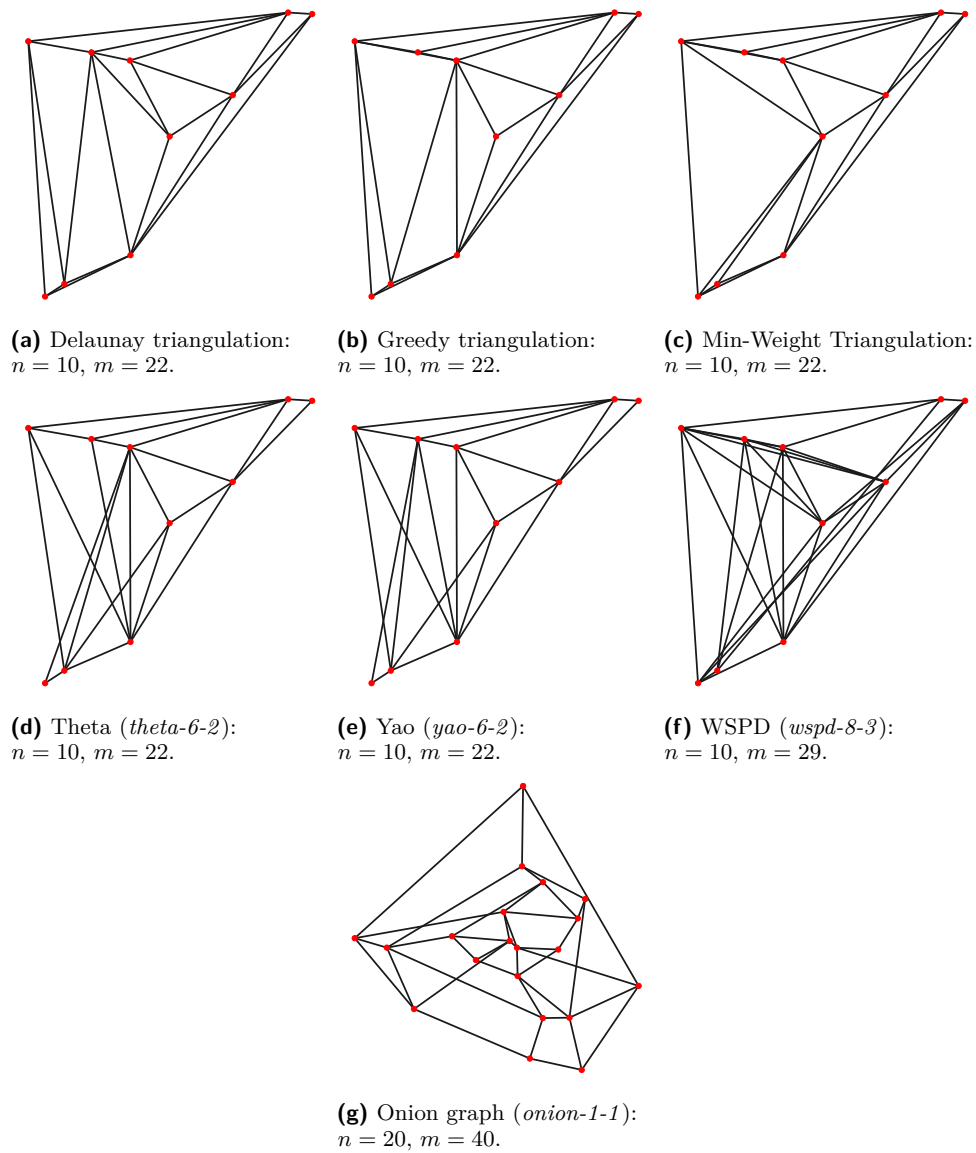 (a) Delaunay triangulation:
n = 10, m = 22.
(b) Greedy triangulation:
n = 10, m = 22.
(c) Min-Weight Triangulation:
n = 10, m = 22.
(d) Theta (theta-6-2):
n = 10, m = 22.
(e) Yao (yao-6-2):
n = 10, m = 22.
(f) WSPD (wspd-8-3):
n = 10, m = 29.
(g) Onion graph (onion-1-1):
n = 20, m = 40.